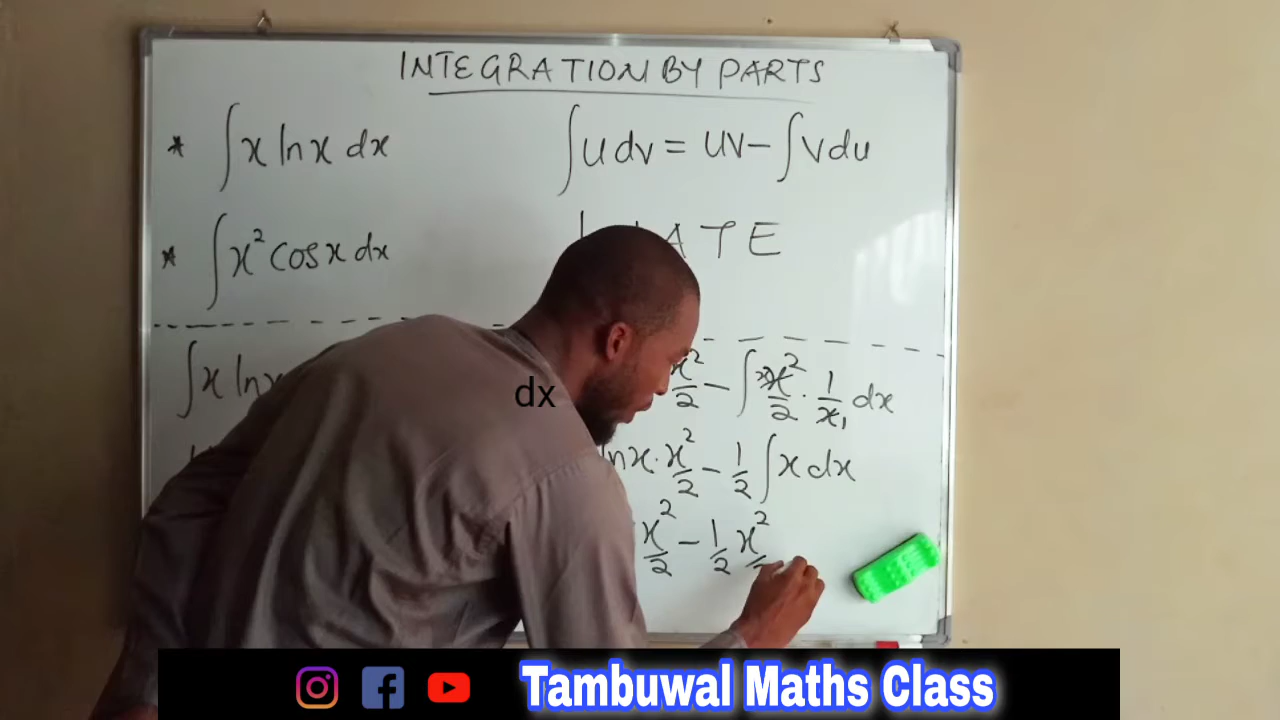 INTEGRATION BY PARTS
* ∫x ln x dx
∫u dv = uv − ∫v du
* ∫x² cos x dx
ATE
∫x ln x
dx
x²/2 − ∫x²/2 · 1/x dx
ln x · x²/2 − 1/2 ∫x dx
x²/2 − 1/2 x²
Tambuwal Maths Class